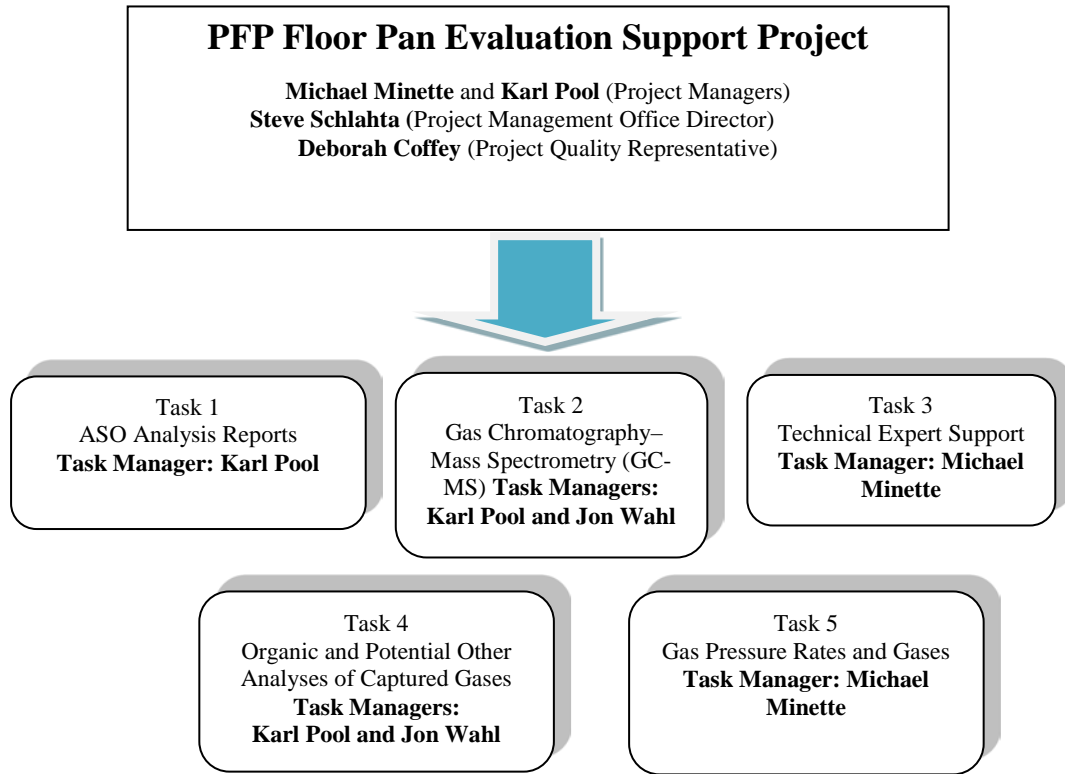 PFP Floor Pan Evaluation Support Project
Michael Minette and Karl Pool (Project Managers)
Steve Schlahta (Project Management Office Director)
Deborah Coffey (Project Quality Representative)
Task 1
ASO Analysis Reports
Task Manager: Karl Pool
Task 2
Gas Chromatography–
Mass Spectrometry (GC-
MS) Task Managers:
Karl Pool and Jon Wahl
Task 3
Technical Expert Support
Task Manager: Michael
Minette
Task 4
Organic and Potential Other
Analyses of Captured Gases
Task Managers:
Karl Pool and Jon Wahl
Task 5
Gas Pressure Rates and Gases
Task Manager: Michael
Minette